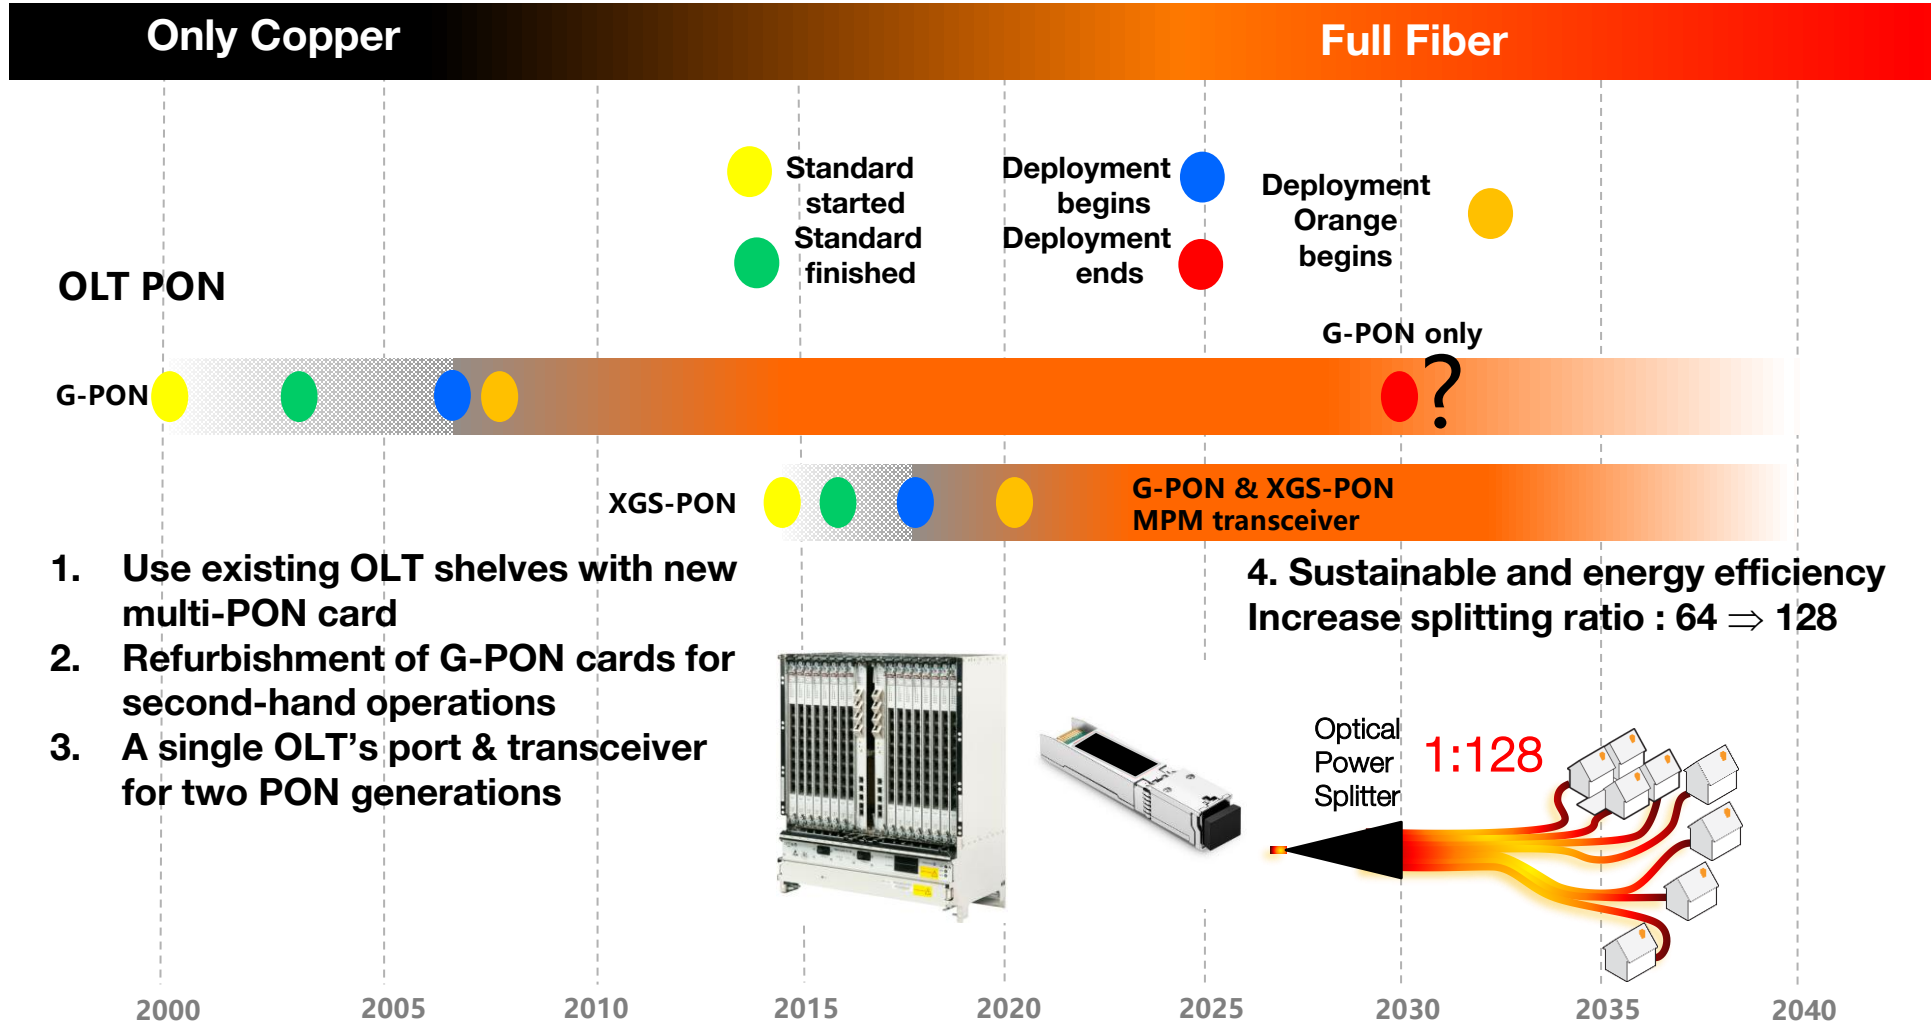 Only Copper
Full Fiber
Standard
started
Standard
finished
Deployment
begins
Deployment
ends
Deployment
Orange
begins
OLT PON
G-PON only
G-PON
?
XGS-PON
G-PON & XGS-PON
MPM transceiver
1. Use existing OLT shelves with new
multi-PON card
2. Refurbishment of G-PON cards for
second-hand operations
3. A single OLT's port & transceiver
for two PON generations
4. Sustainable and energy efficiency
Increase splitting ratio : 64 ⇒ 128
Optical
Power
Splitter
1:128
2000
2005
2010
2015
2020
2025
2030
2035
2040